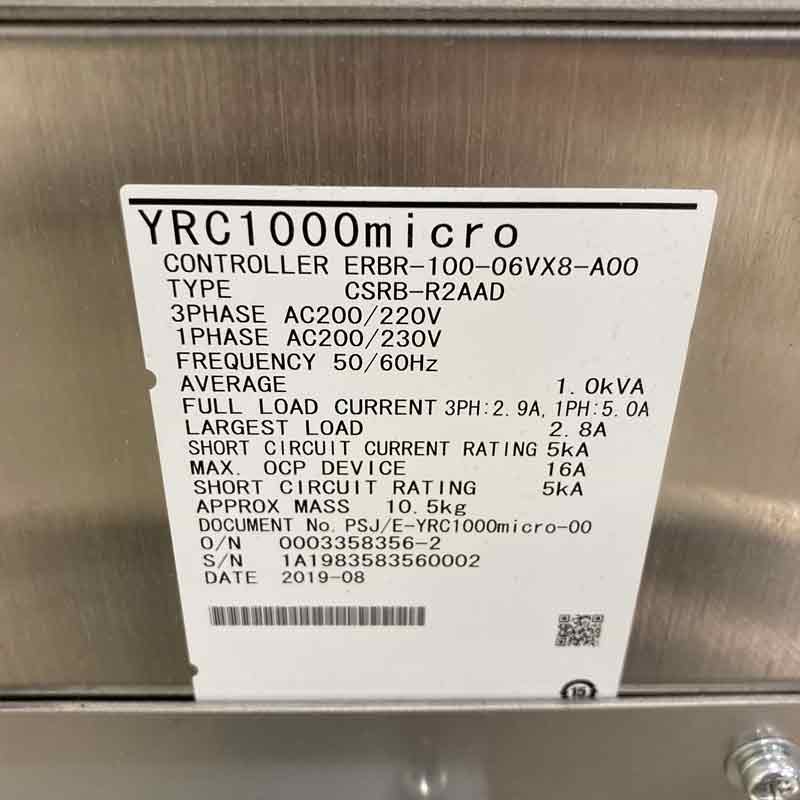 YRC1000micro
CONTROLLER ERBR-100-06VX8-A00
TYPE CSRB-R2AAD
3PHASE AC200/220V
1PHASE AC200/230V
FREQUENCY 50/60Hz
AVERAGE 1.0kVA
FULL LOAD CURRENT 3PH:2.9A, 1PH:5.0A
LARGEST LOAD 2.8A
SHORT CIRCUIT CURRENT RATING 5kA
MAX. OCP DEVICE 16A
SHORT CIRCUIT RATING 5kA
APPROX MASS 10.5kg
DOCUMENT No. PSJ/E-YRC1000micro-00
O/N 0003358356-2
S/N 1A1983583560002
DATE 2019-08
15